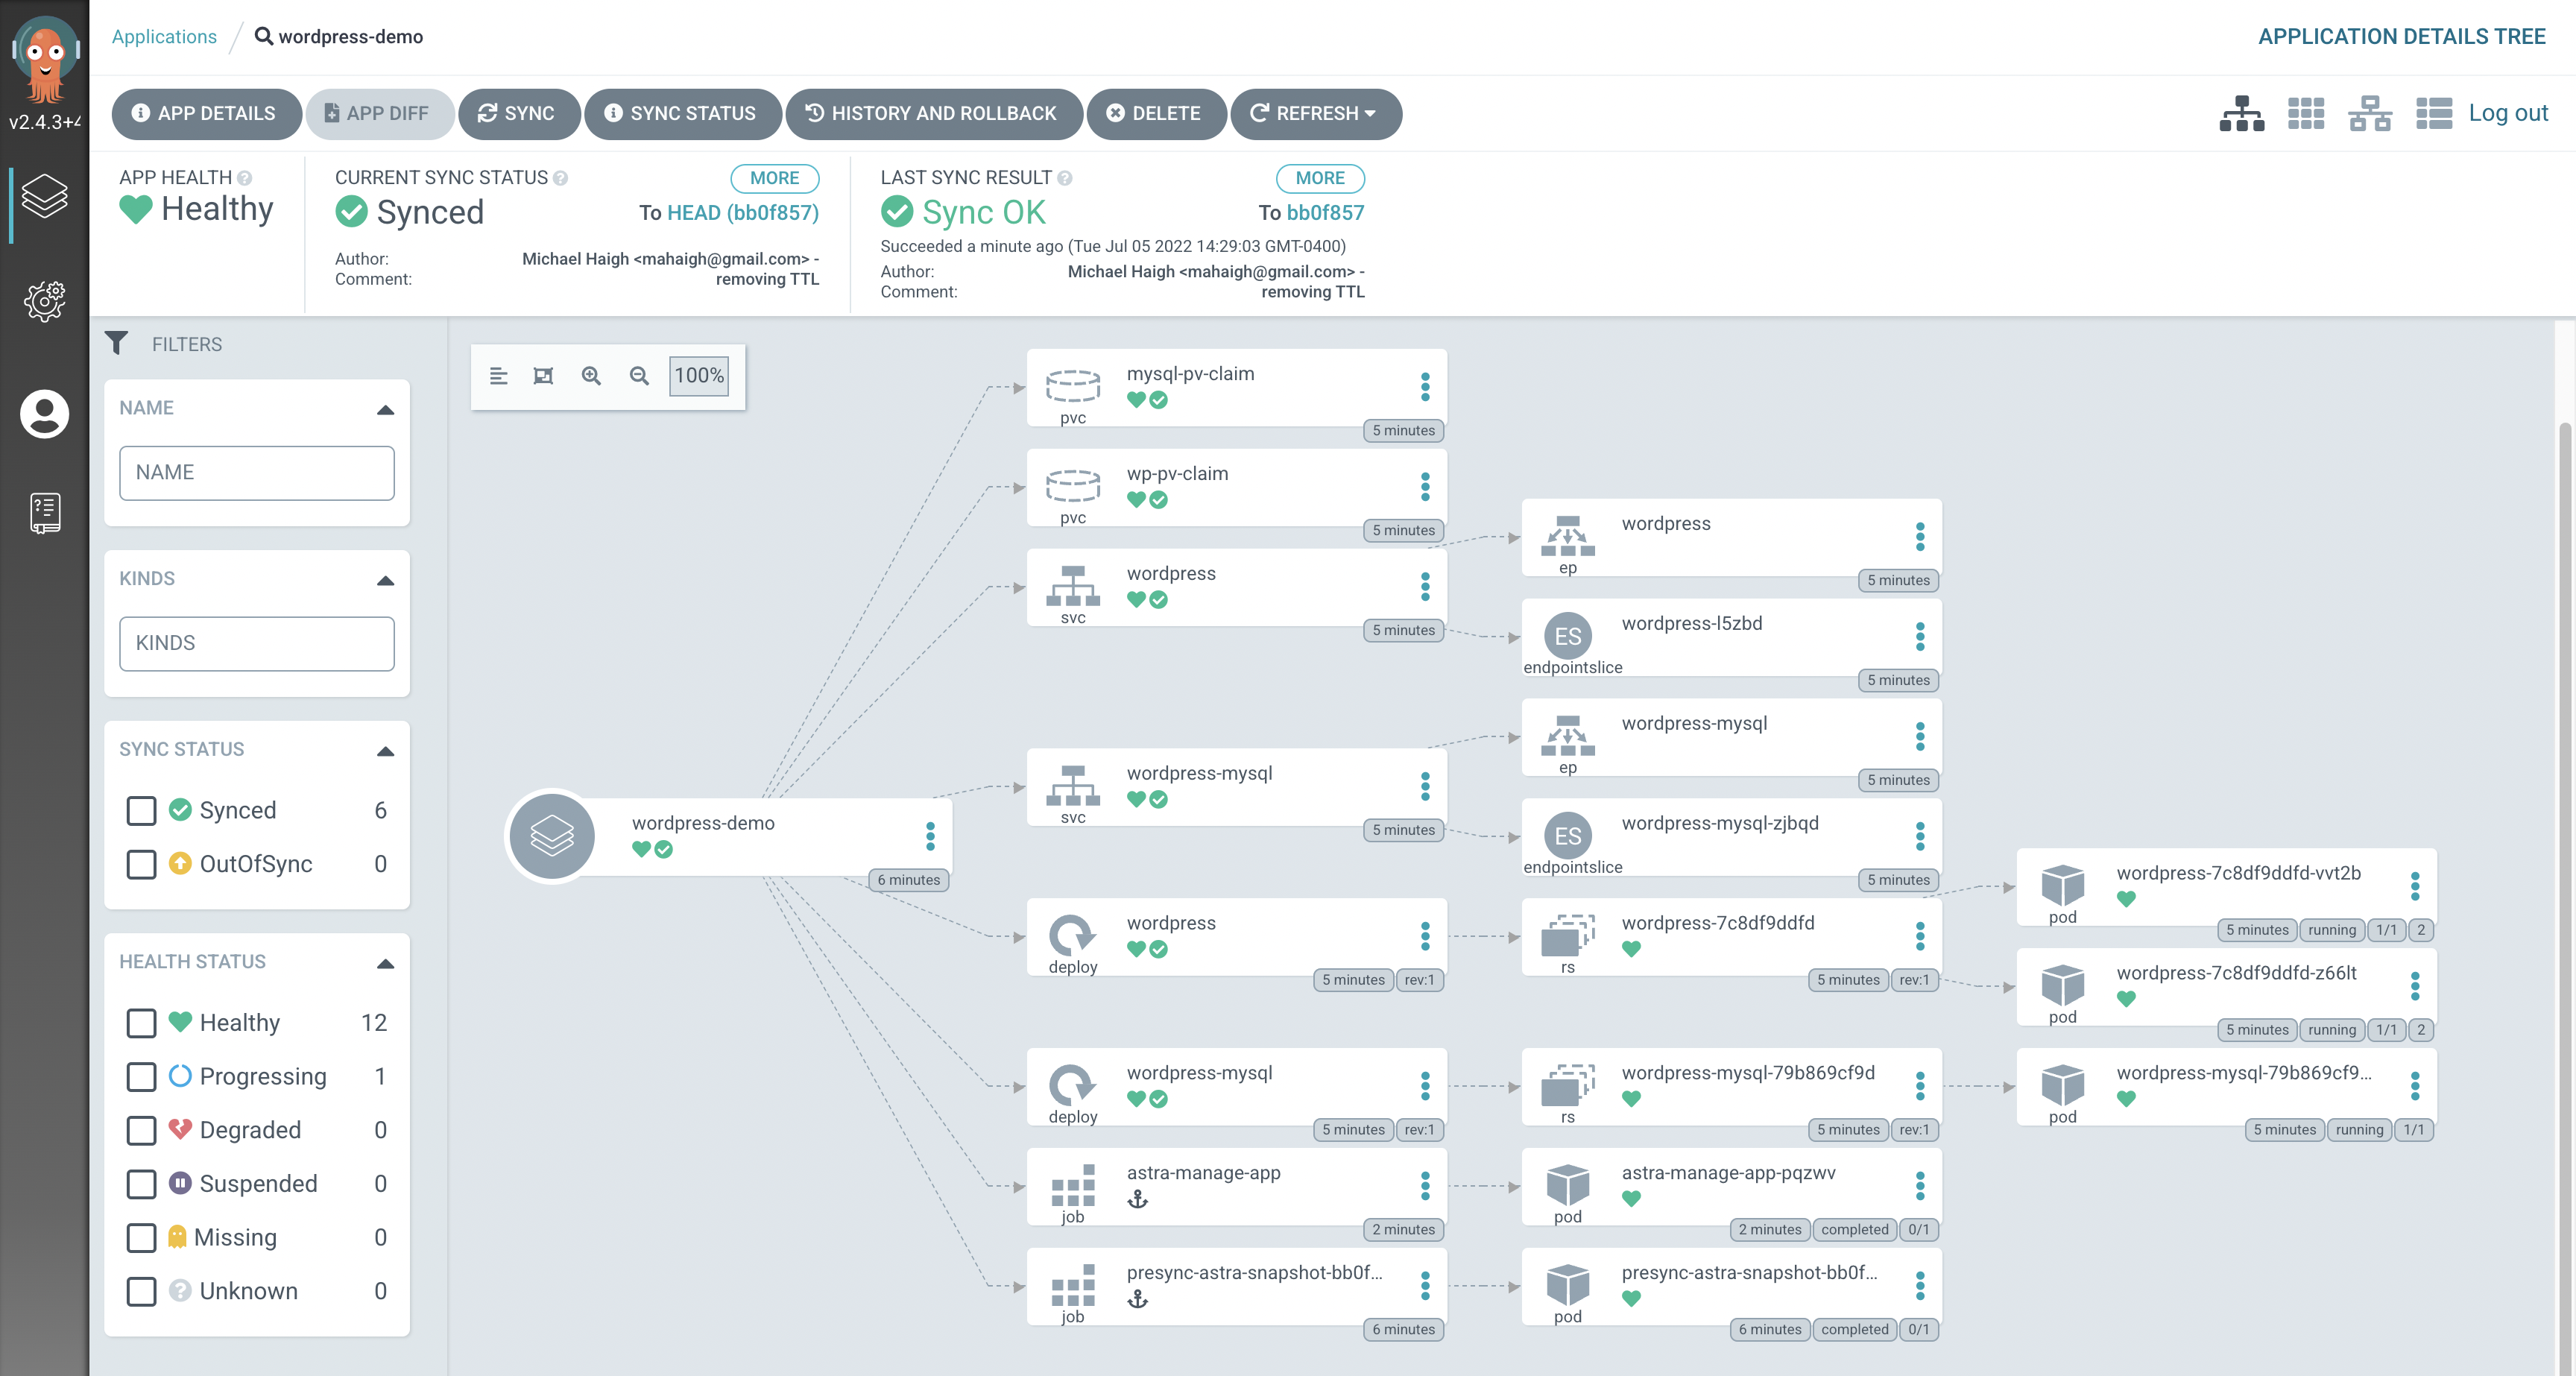 Applications / wordpress-demo
APPLICATION DETAILS TREE
v2.4.3+4
APP DETAILS
APP DIFF
SYNC
SYNC STATUS
HISTORY AND ROLLBACK
DELETE
REFRESH
Log out
APP HEALTH
Healthy
CURRENT SYNC STATUS
MORE
Synced
To HEAD (bb0f857)
Author: Michael Haigh <mahaigh@gmail.com> -
Comment: removing TTL
LAST SYNC RESULT
MORE
Sync OK
To bb0f857
Succeeded a minute ago (Tue Jul 05 2022 14:29:03 GMT-0400)
Author: Michael Haigh <mahaigh@gmail.com> -
Comment: removing TTL
FILTERS
NAME
NAME
KINDS
KINDS
SYNC STATUS
Synced 6
OutOfSync 0
HEALTH STATUS
Healthy 12
Progressing 1
Degraded 0
Suspended 0
Missing 0
Unknown 0
100%
wordpress-demo
6 minutes
mysql-pv-claim
pvc
5 minutes
wp-pv-claim
pvc
5 minutes
wordpress
svc
5 minutes
wordpress-mysql
svc
5 minutes
wordpress
deploy
5 minutes rev:1
wordpress-mysql
deploy
5 minutes rev:1
astra-manage-app
job
2 minutes
presync-astra-snapshot-bb0f...
job
6 minutes
wordpress
ep
5 minutes
ES
wordpress-l5zbd
endpointslice
5 minutes
wordpress-mysql
ep
5 minutes
ES
wordpress-mysql-zjbqd
endpointslice
5 minutes
wordpress-7c8df9ddfd
rs
5 minutes rev:1
wordpress-mysql-79b869cf9d
rs
5 minutes rev:1
astra-manage-app-pqzwv
pod
2 minutes completed 0/1
presync-astra-snapshot-bb0f...
pod
6 minutes completed 0/1
wordpress-7c8df9ddfd-vvt2b
pod
5 minutes running 1/1 2
wordpress-7c8df9ddfd-z66lt
pod
5 minutes running 1/1 2
wordpress-mysql-79b869cf9...
pod
5 minutes running 1/1